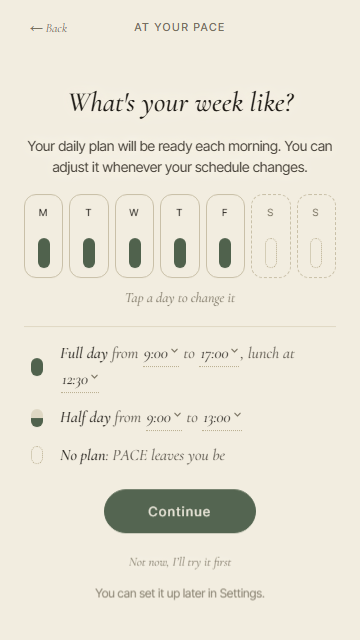 ← Back
AT YOUR PACE
What's your week like?
Your daily plan will be ready each morning. You can
adjust it whenever your schedule changes.
M T W T F S S
Tap a day to change it
Full day from 9:00 to 17:00, lunch at
12:30
Half day from 9:00 to 13:00
No plan: PACE leaves you be
Continue
Not now, I'll try it first
You can set it up later in Settings.